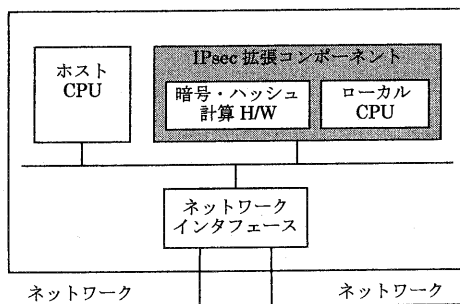 ホスト
CPU
IPsec 拡張コンポーネント
暗号・ハッシュ
計算 H/W
ローカル
CPU
ネットワーク
インタフェース
ネットワーク
ネットワーク